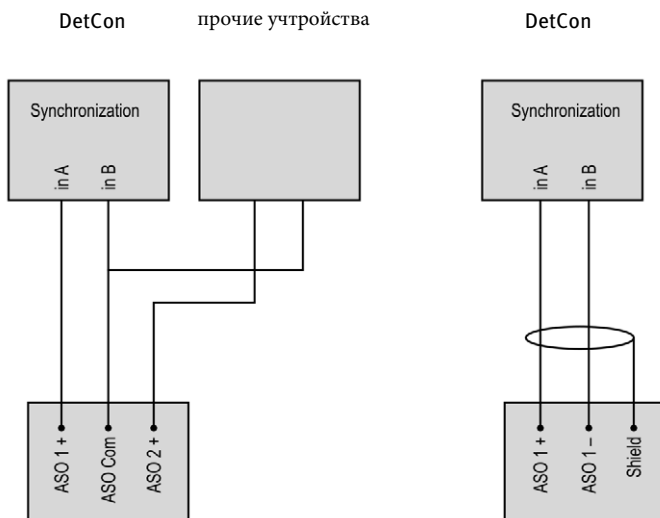 DetCon
прочие учтройства
DetCon
Synchronization
in A
in B
Synchronization
in A
in B
ASO 1 +
ASO Com
ASO 2 +
ASO 1 +
ASO 1 –
Shield